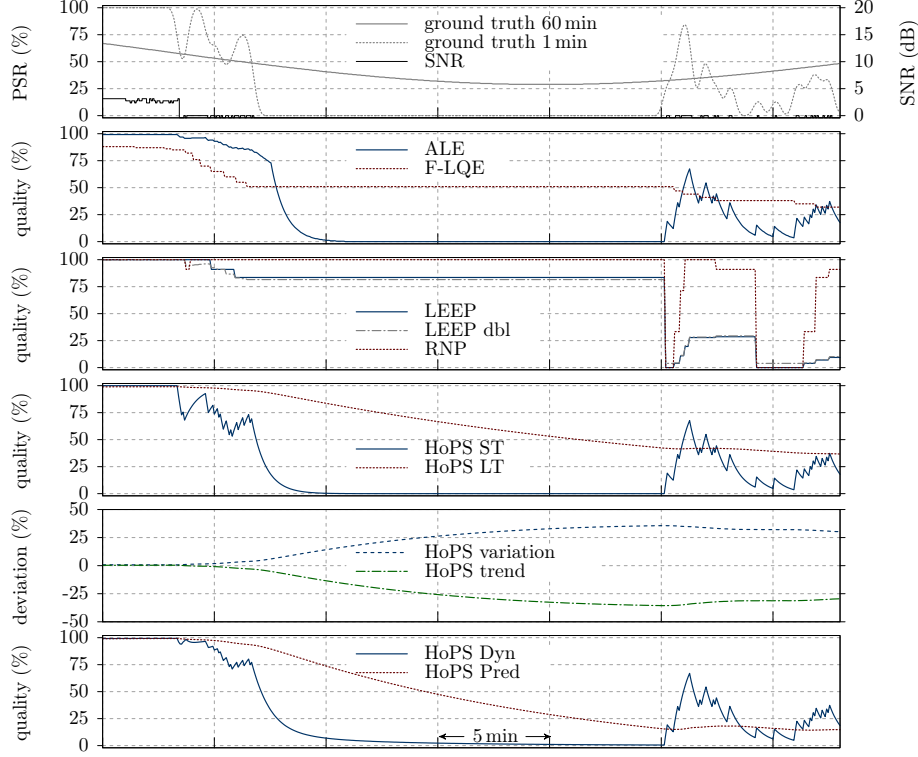 PSR (%)
100
75
50
25
0
ground truth 60 min
ground truth 1 min
SNR
20
15
10
5
0
SNR (dB)
quality (%)
100
75
50
25
0
ALE
F-LQE
quality (%)
100
75
50
25
0
LEEP
LEEP dbl
RNP
quality (%)
100
75
50
25
0
HoPS ST
HoPS LT
deviation (%)
50
25
0
-25
-50
HoPS variation
HoPS trend
quality (%)
100
75
50
25
0
HoPS Dyn
HoPS Pred
5 min